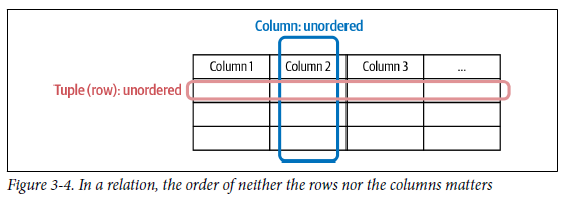 Column: unordered
Column 1 Column 2 Column 3 ...
Tuple (row): unordered
Figure 3-4. In a relation, the order of neither the rows nor the columns matters